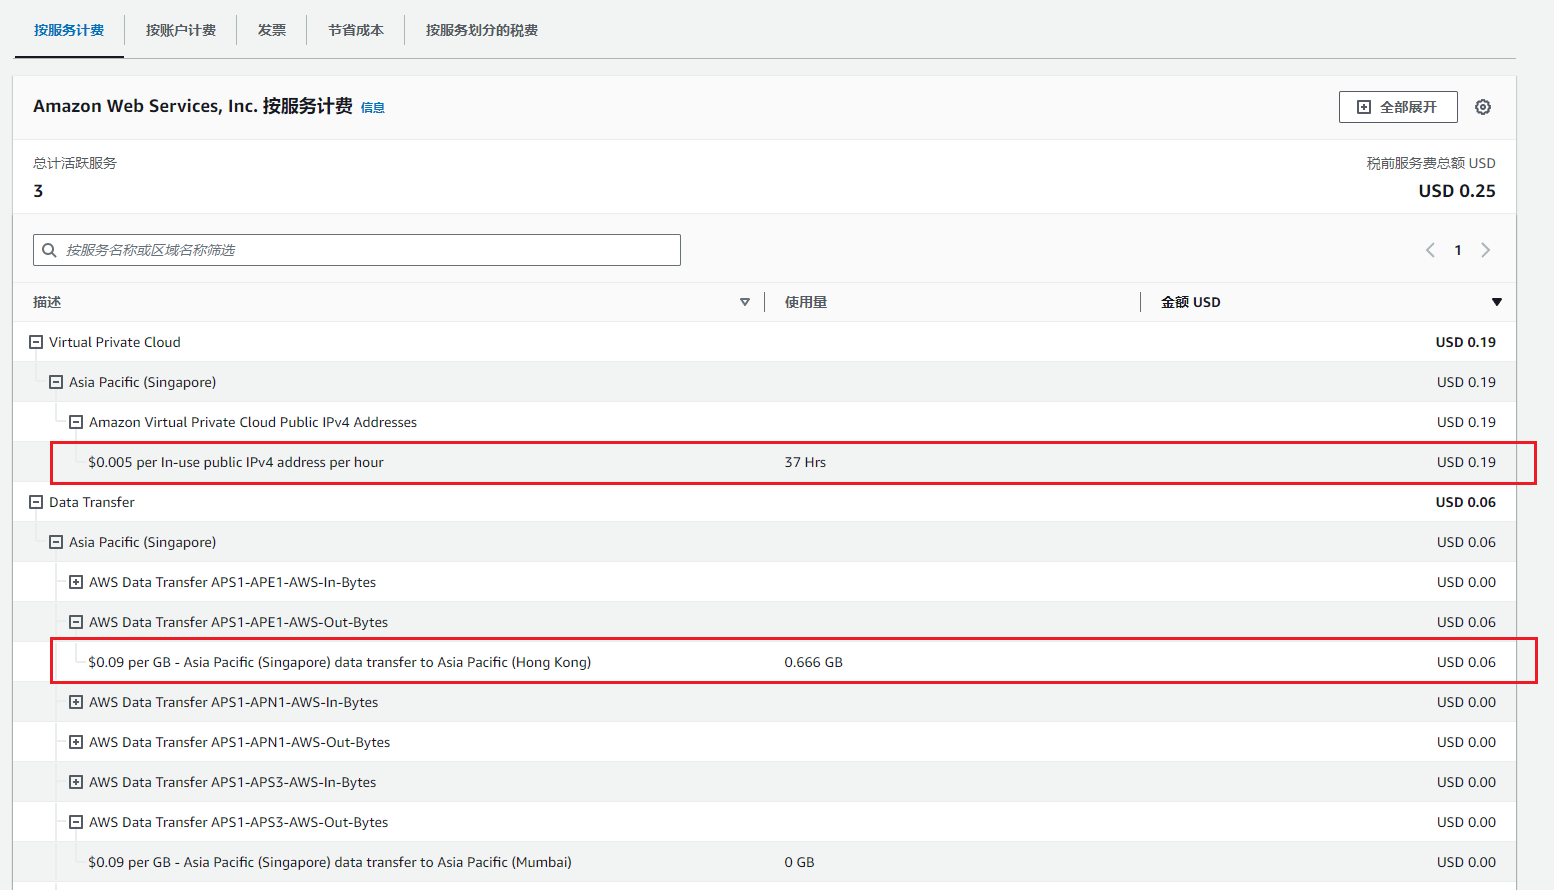 按服务计费 按账户计费 发票 节省成本 按服务划分的税费
Amazon Web Services, Inc. 按服务计费 信息 全部展开
总计活跃服务 税前服务费总额 USD
3 USD 0.25
按服务名称或区域名称筛选 1
描述 使用量 金额 USD
Virtual Private Cloud USD 0.19
Asia Pacific (Singapore) USD 0.19
Amazon Virtual Private Cloud Public IPv4 Addresses USD 0.19
$0.005 per In-use public IPv4 address per hour 37 Hrs USD 0.19
Data Transfer USD 0.06
Asia Pacific (Singapore) USD 0.06
AWS Data Transfer APS1-APE1-AWS-In-Bytes USD 0.00
AWS Data Transfer APS1-APE1-AWS-Out-Bytes USD 0.06
$0.09 per GB - Asia Pacific (Singapore) data transfer to Asia Pacific (Hong Kong) 0.666 GB USD 0.06
AWS Data Transfer APS1-APN1-AWS-In-Bytes USD 0.00
AWS Data Transfer APS1-APN1-AWS-Out-Bytes USD 0.00
AWS Data Transfer APS1-APS3-AWS-In-Bytes USD 0.00
AWS Data Transfer APS1-APS3-AWS-Out-Bytes USD 0.00
$0.09 per GB - Asia Pacific (Singapore) data transfer to Asia Pacific (Mumbai) 0 GB USD 0.00